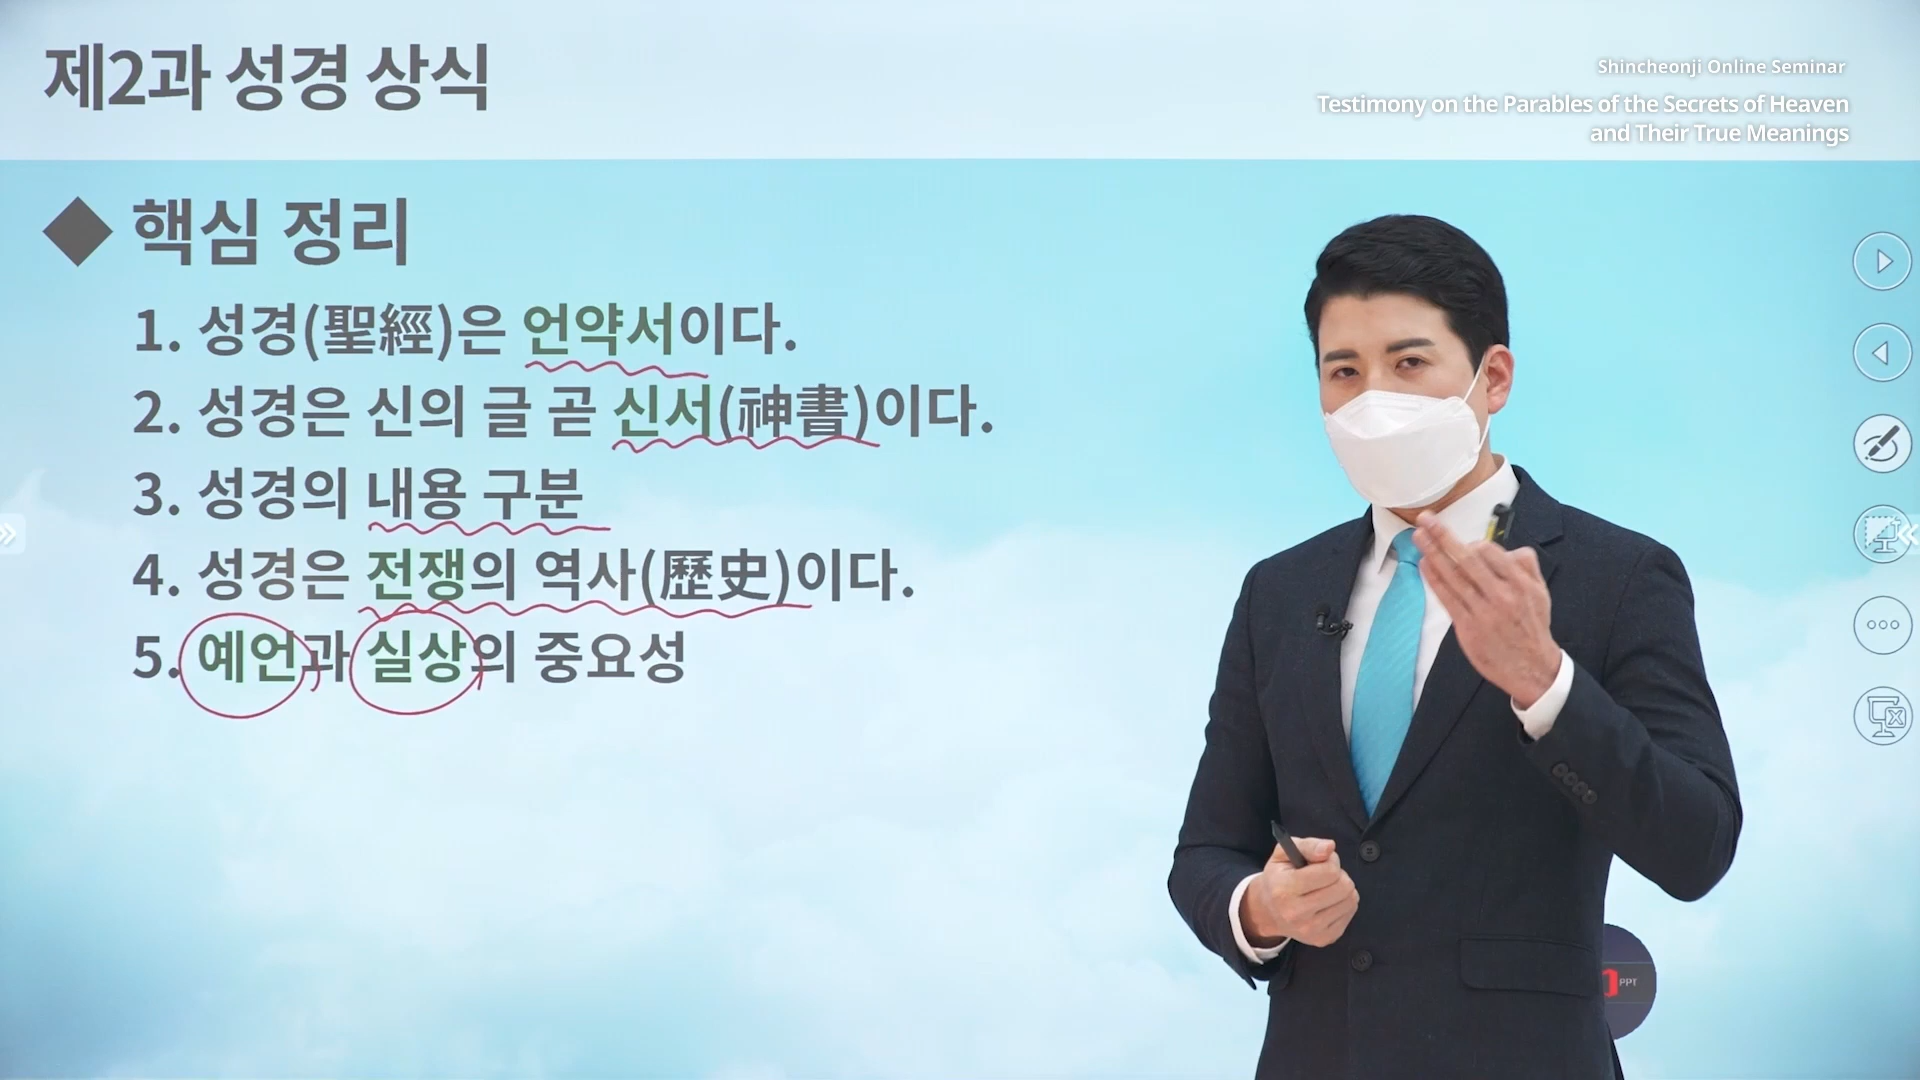 제2과 성경 상식
Shincheonji Online Seminar
Testimony on the Parables of the Secrets of Heaven
and Their True Meanings
◆ 핵심 정리
1. 성경(聖經)은 언약서이다.
2. 성경은 신의 글 곧 신서(神書)이다.
3. 성경의 내용 구분
4. 성경은 전쟁의 역사(歷史)이다.
5. 예언과 실상의 중요성
PPT